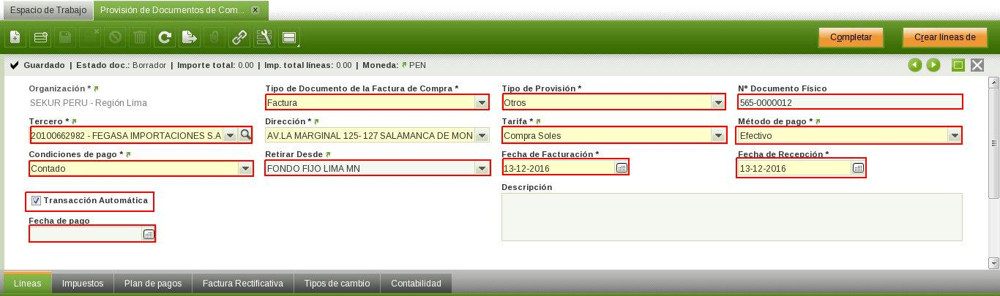 Espacio de Trabajo
Provisión de Documentos de Com...
Completar
Crear líneas de
Guardado | Estado doc.: Borrador | Importe total: 0.00 | Imp. total líneas: 0.00 | Moneda: PEN
Organización *
Tipo de Documento de la Factura de Compra *
Tipo de Provisión *
Nº Documento Físico
SEKUR PERU - Región Lima
Factura
Otros
565-0000012
Tercero *
Dirección *
Tarifa *
Método de pago *
20100662982 - FEGASA IMPORTACIONES S.A
AV.LA MARGINAL 125- 127 SALAMANCA DE MON
Compra Soles
Efectivo
Condiciones de pago *
Retirar Desde
Fecha de Facturación *
Fecha de Recepción *
Contado
FONDO FIJO LIMA MN
13-12-2016
13-12-2016
Transacción Automática
Descripción
Fecha de pago
Líneas
Impuestos
Plan de pagos
Factura Rectificativa
Tipos de cambio
Contabilidad